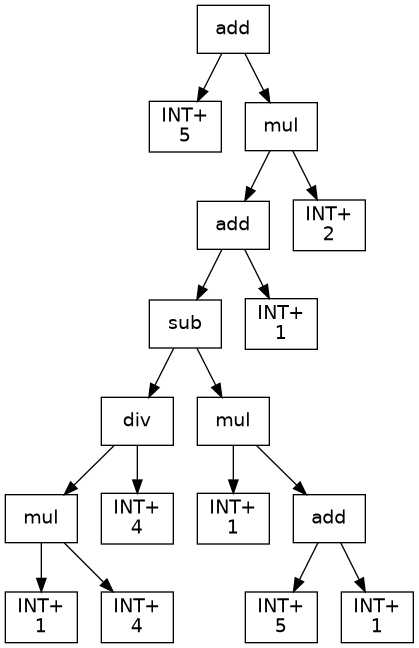 add
INT+
5
mul
add
INT+
2
sub
INT+
1
div
mul
mul
INT+
4
INT+
1
add
INT+
1
INT+
4
INT+
5
INT+
1